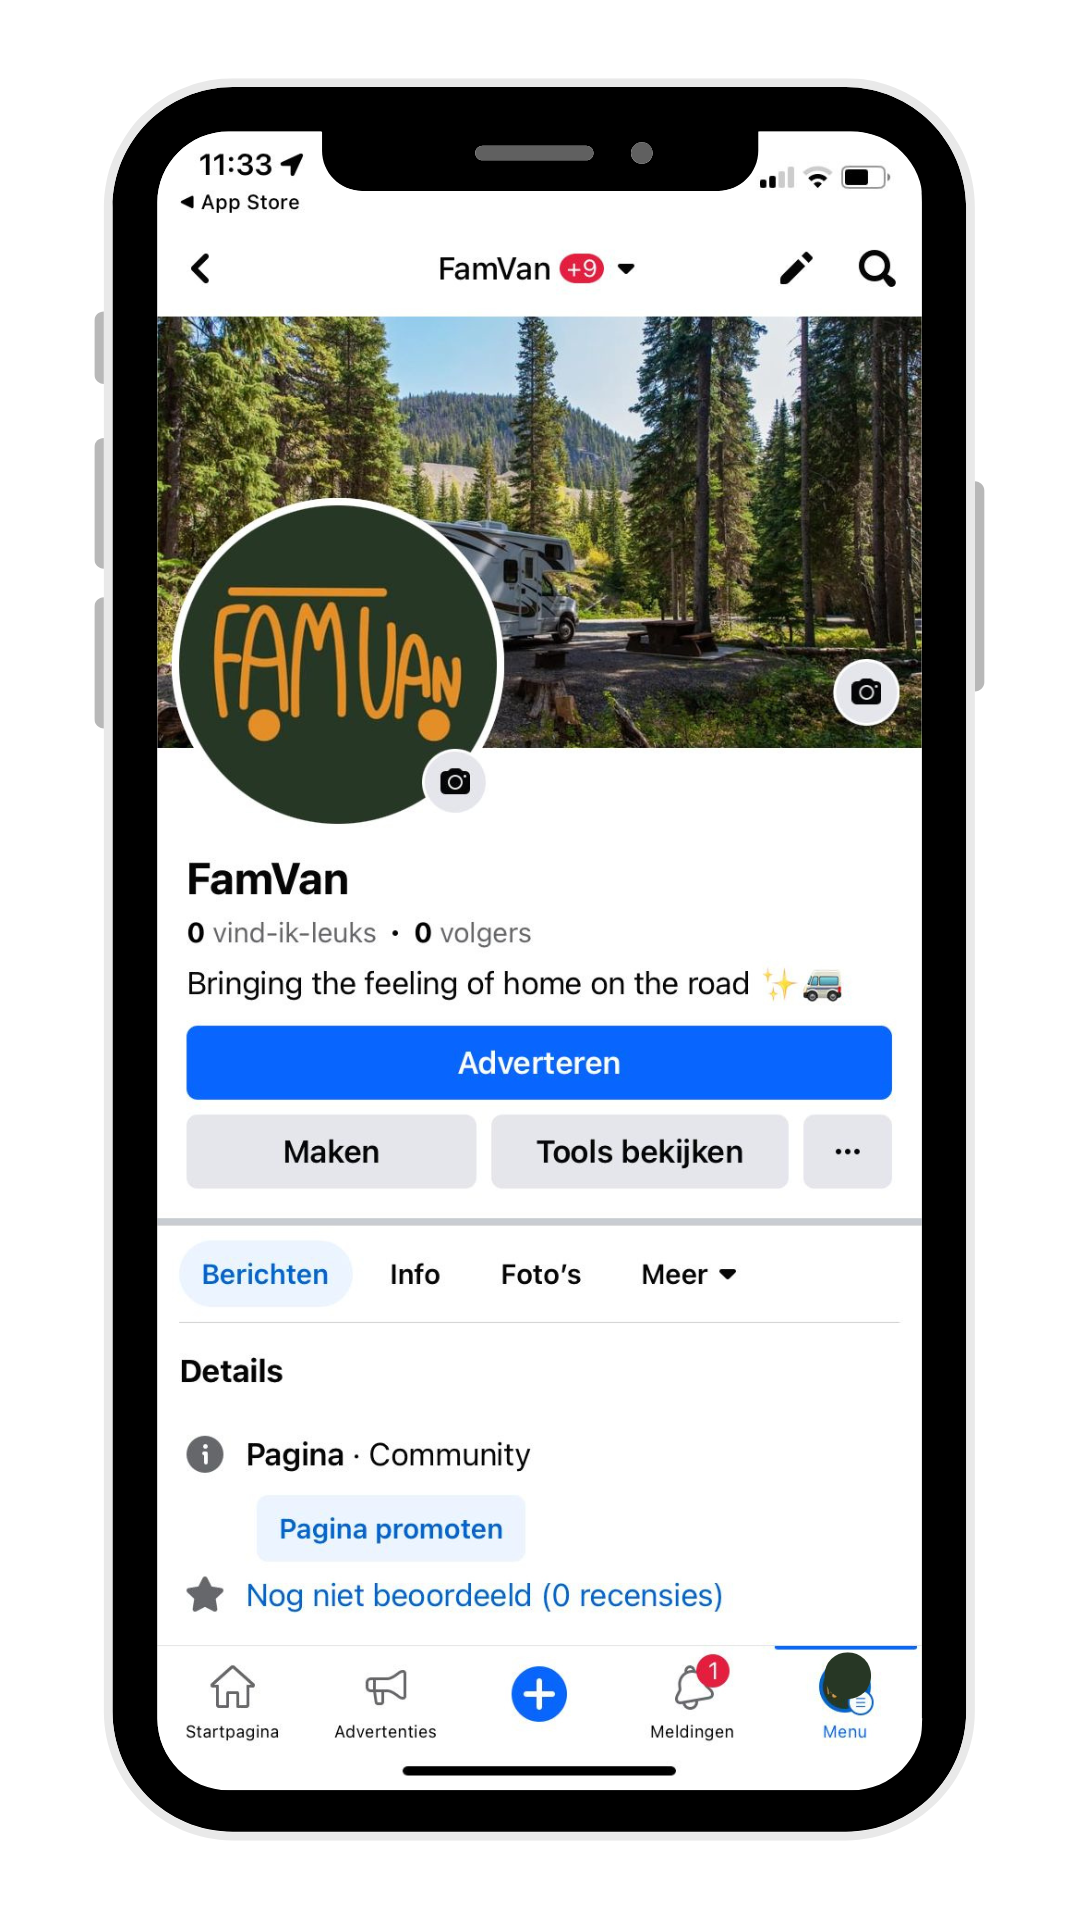 11:33
App Store
FamVan +9
FAMVAN
FamVan
0 vind-ik-leuks · 0 volgers
Bringing the feeling of home on the road ✨🚐
Adverteren
Maken
Tools bekijken
...
Berichten
Info
Foto's
Meer
Details
Pagina · Community
Pagina promoten
Nog niet beoordeeld (0 recensies)
1
Startpagina
Advertenties
Meldingen
Menu